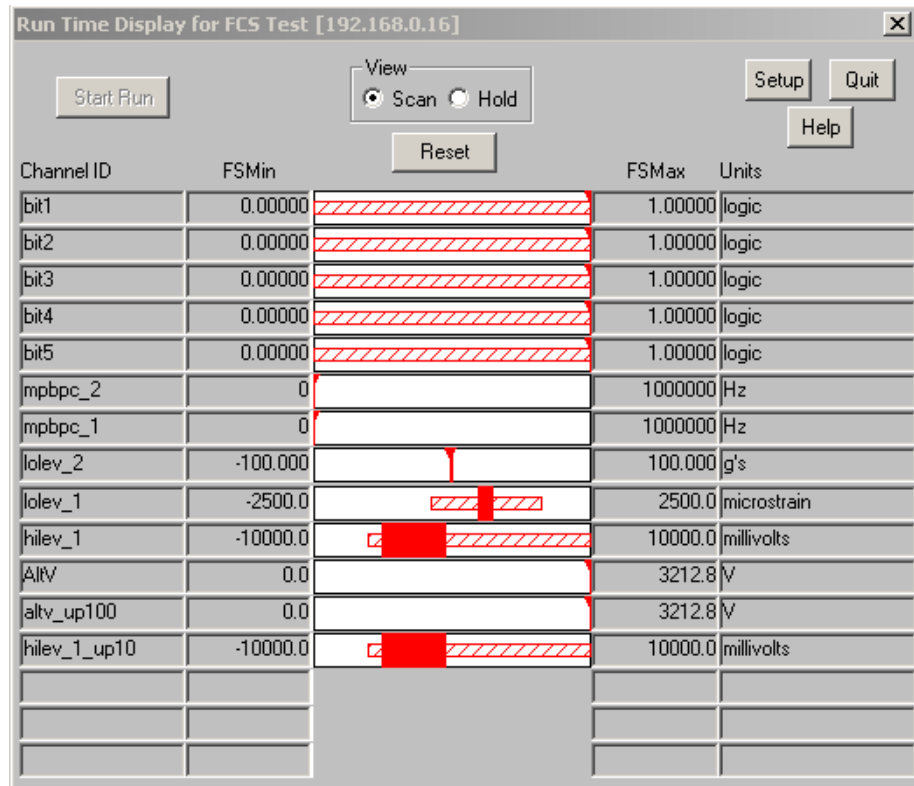 Run Time Display for FCS Test [192.168.0.16]
Start Run
View
Scan Hold
Setup Quit
Help
Reset
Channel ID FSMin FSMax Units
bit1 0.00000 1.00000 logic
bit2 0.00000 1.00000 logic
bit3 0.00000 1.00000 logic
bit4 0.00000 1.00000 logic
bit5 0.00000 1.00000 logic
mpbpc_2 0 1000000 Hz
mpbpc_1 0 1000000 Hz
lolev_2 -100.000 100.000 g's
lolev_1 -2500.0 2500.0 microstrain
hilev_1 -10000.0 10000.0 millivolts
AltV 0.0 3212.8 V
altv_up100 0.0 3212.8 V
hilev_1_up10 -10000.0 10000.0 millivolts